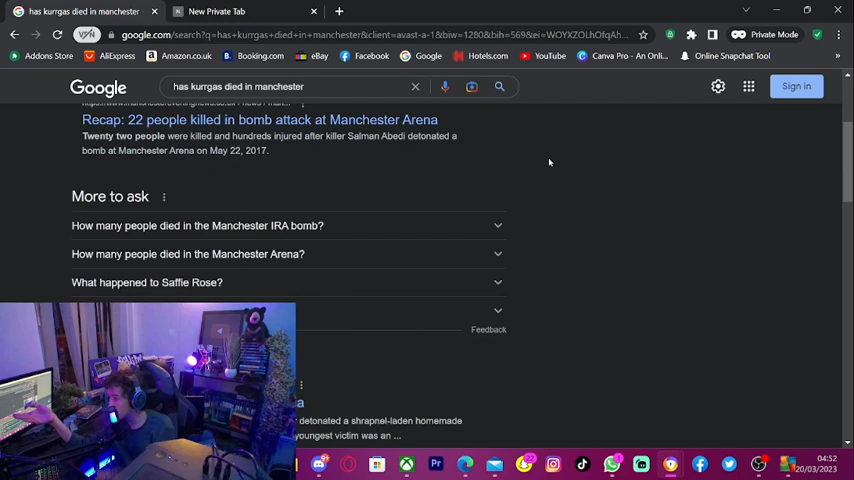 has kurrgas died in manchester
New Private Tab
VPN
google.com/search?q=has+kurrgas+died+in+manchester&client=avast-a-1&biw=1280&bih=569&ei=WOYXZOLhOfqAh...
Private Mode
Addons Store
AliExpress
Amazon.co.uk
Booking.com
eBay
Facebook
Google
Hotels.com
YouTube
Canva Pro - An Onli...
Online Snapchat Tool
Google
has kurrgas died in manchester
Sign in
Recap: 22 people killed in bomb attack at Manchester Arena
Twenty two people were killed and hundreds injured after killer Salman Abedi detonated a
bomb at Manchester Arena on May 22, 2017.
More to ask
How many people died in the Manchester IRA bomb?
How many people died in the Manchester Arena?
What happened to Saffie Rose?
Feedback
detonated a shrapnel-laden homemade
youngest victim was an ...
04:52
20/03/2023